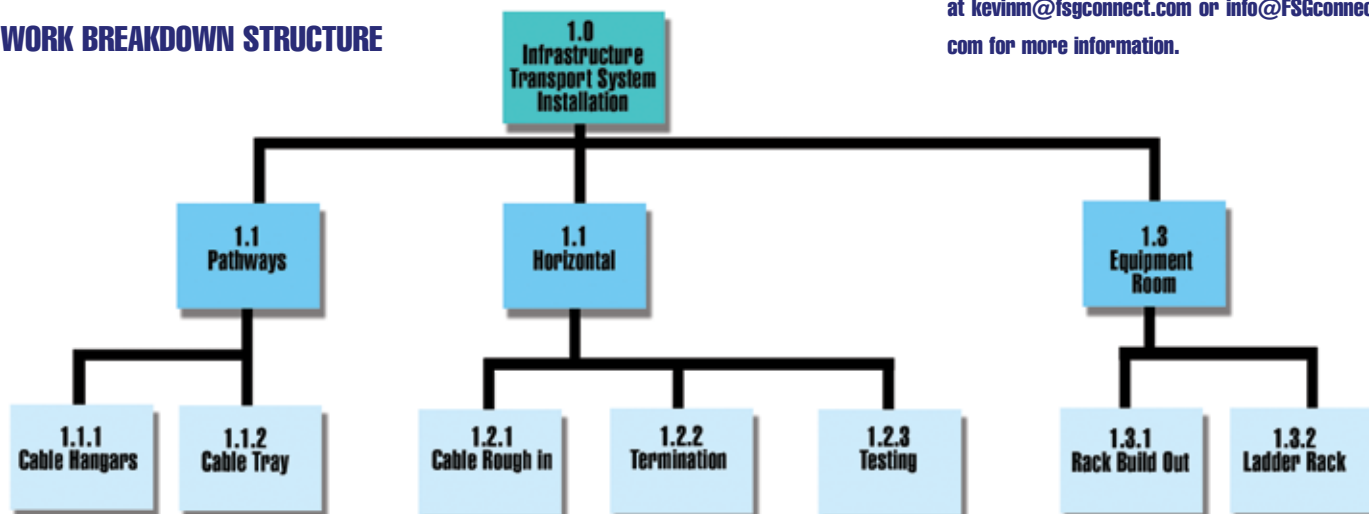 at kevinm@fsgconnect.com or info@FSGconnec
com for more information.
WORK BREAKDOWN STRUCTURE
1.0
Infrastructure
Transport System
Installation
1.1
Pathways
1.1
Horizontal
1.3
Equipment
Room
1.1.1
Cable Hangars
1.1.2
Cable Tray
1.2.1
Cable Rough in
1.2.2
Termination
1.2.3
Testing
1.3.1
Rack Build Out
1.3.2
Ladder Rack